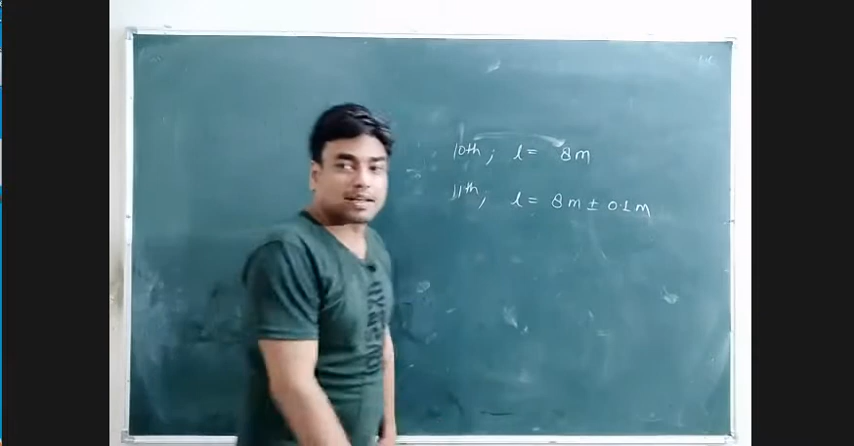 10th; l = 8m
11th, l = 8m ± 0.1m